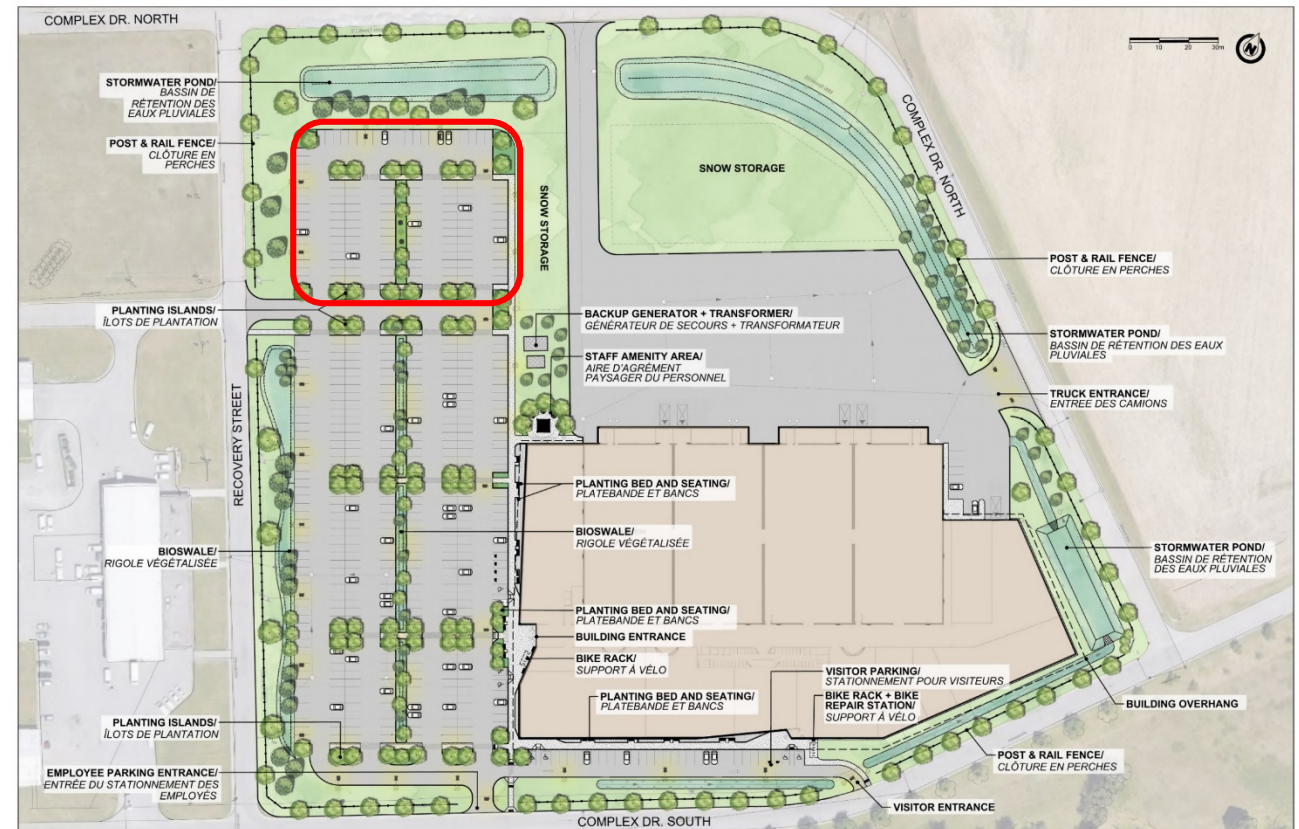 COMPLEX DR. NORTH
0 10 20 30m
N
STORMWATER POND/
BASSIN DE
RÉTENTION DES
EAUX PLUVIALES
POST & RAIL FENCE/
CLÔTURE EN
PERCHES
COMPLEX DR. NORTH
SNOW STORAGE
SNOW STORAGE
POST & RAIL FENCE/
CLÔTURE EN PERCHES
PLANTING ISLANDS/
ÎLOTS DE PLANTATION
BACKUP GENERATOR + TRANSFORMER/
GÉNÉRATEUR DE SECOURS + TRANSFORMATEUR
STORMWATER POND/
BASSIN DE RÉTENTION DES EAUX
PLUVIALES
STAFF AMENITY AREA/
AIRE D'AGRÉMENT
PAYSAGER DU PERSONNEL
TRUCK ENTRANCE/
ENTREE DES CAMIONS
RECOVERY STREET
PLANTING BED AND SEATING/
PLATEBANDE ET BANCS
BIOSWALE/
RIGOLE VÉGÉTALISÉE
BIOSWALE/
RIGOLE VÉGÉTALISÉE
STORMWATER POND/
BASSIN DE RÉTENTION
DES EAUX PLUVIALES
PLANTING BED AND SEATING/
PLATEBANDE ET BANCS
BUILDING ENTRANCE
BIKE RACK/
SUPPORT À VÉLO
VISITOR PARKING/
STATIONNEMENT POUR VISITEURS
PLANTING BED AND SEATING/
PLATEBANDE ET BANCS
BIKE RACK + BIKE
REPAIR STATION/
SUPPORT À VÉLO
BUILDING OVERHANG
PLANTING ISLANDS/
ÎLOTS DE PLANTATION
POST & RAIL FENCE/
CLÔTURE EN PERCHES
EMPLOYEE PARKING ENTRANCE/
ENTRÉE DU STATIONNEMENT DES
EMPLOYÉS
VISITOR ENTRANCE
COMPLEX DR. SOUTH